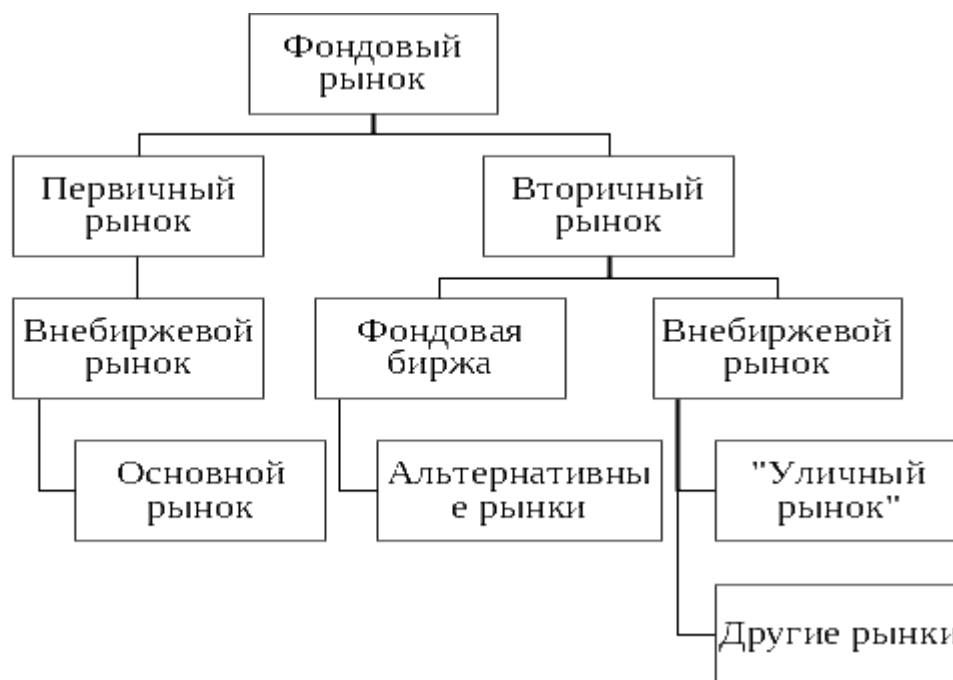 Фондовый
рынок
Первичный
рынок
Вторичный
рынок
Внебиржевой
рынок
Фондовая
биржа
Внебиржевой
рынок
Основной
рынок
Альтернативны
е рынки
"Уличный
рынок"
Другие рынки